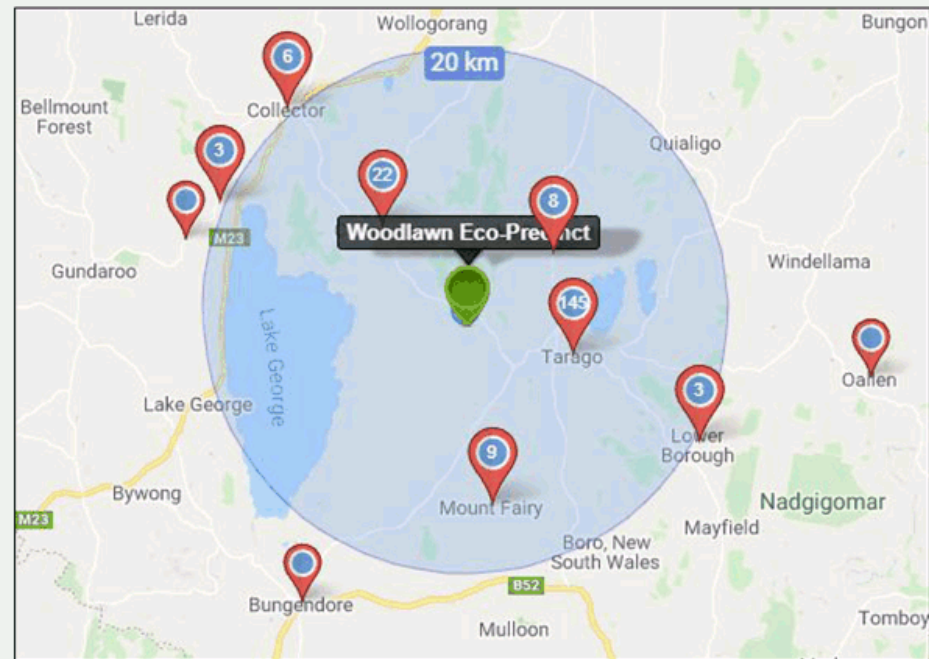 Lerida
Wollogorang
Bungon
6
20 km
Bellmount
Forest
Collector
3
Quialigo
22
8
M23
Woodlawn Eco-Precinct
Gundaroo
Windellama
145
Lake George
Tarago
Oallen
3
Lake George
Lower
Borough
9
Bywong
Mount Fairy
Nadgigomar
M23
Mayfield
Boro, New
South Wales
B52
Bungendore
Tomboy
Mulloon